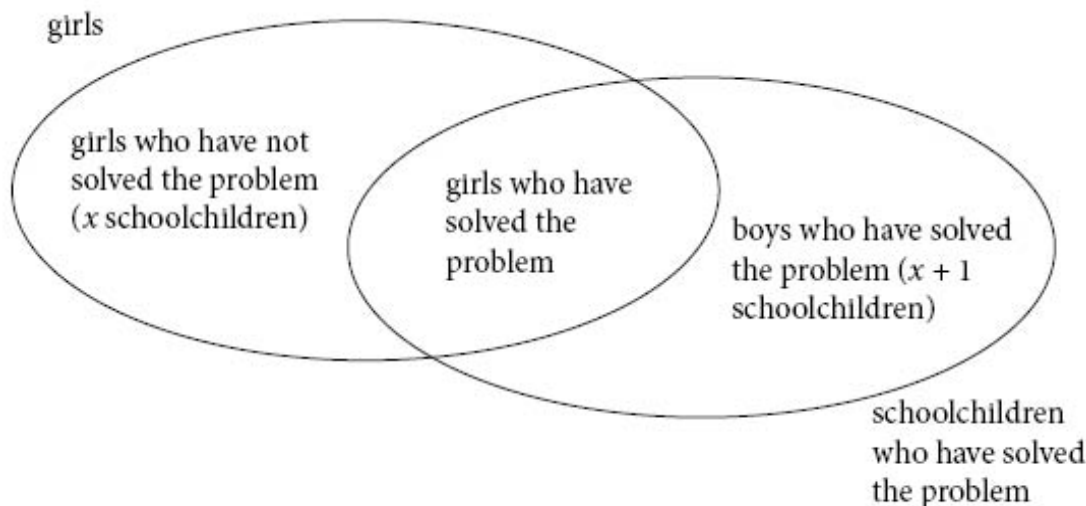 girls
girls who have not
solved the problem
(x schoolchildren)
girls who have
solved the
problem
boys who have solved
the problem (x + 1
schoolchildren)
schoolchildren
who have solved
the problem